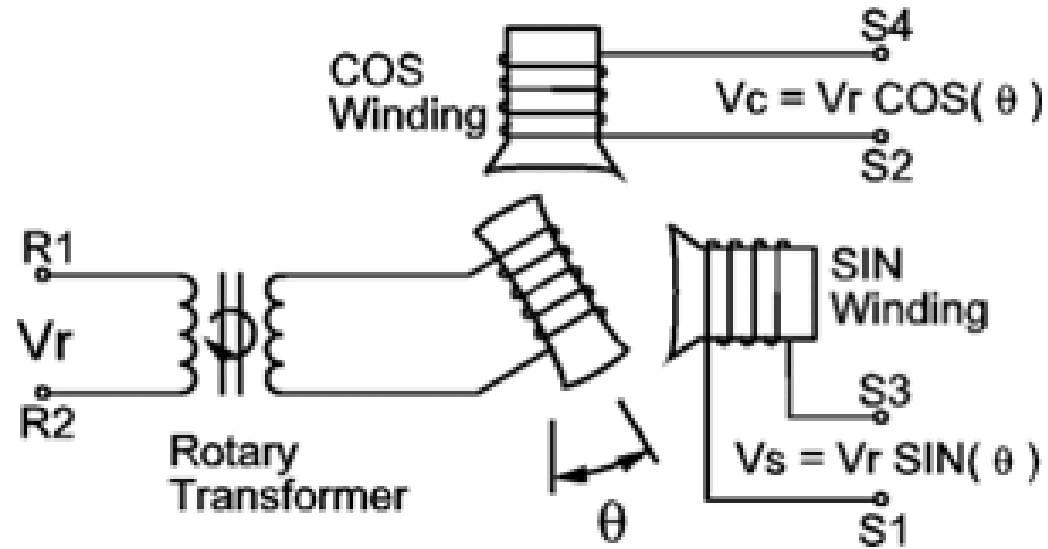 S4
COS
Winding
Vc = Vr COS( θ )
S2
R1
Vr
R2
SIN
Winding
S3
Rotary
Transformer
Vs = Vr SIN( θ )
θ
S1